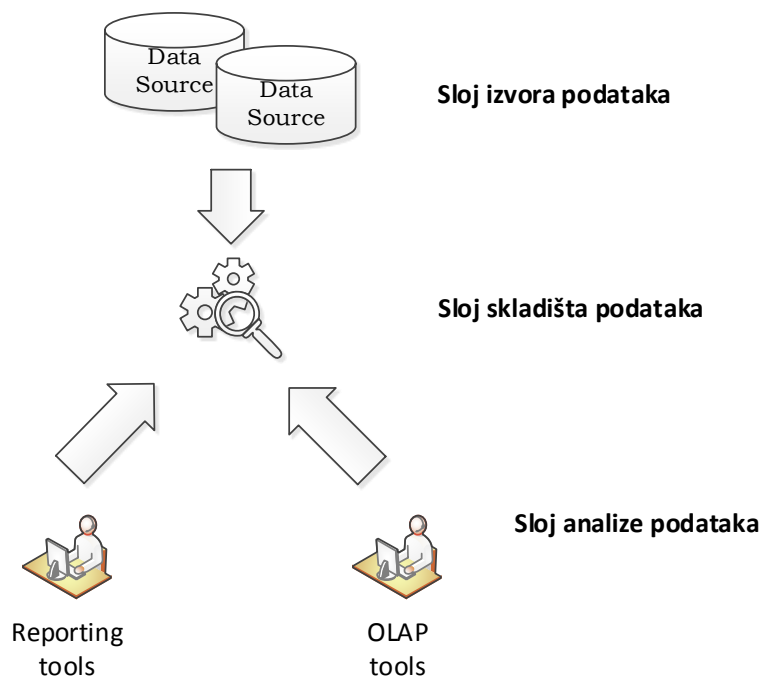 Data
Source
Data
Source
Sloj izvora podataka
Sloj skladišta podataka
Sloj analize podataka
Reporting
tools
OLAP
tools